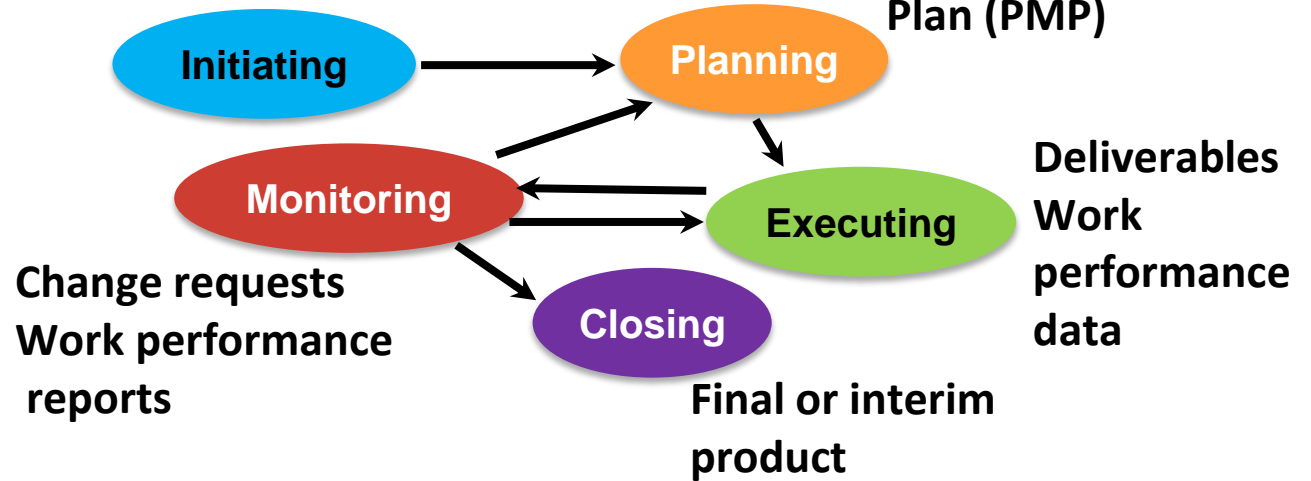 Plan (PMP)
Initiating
Planning
Monitoring
Executing
Deliverables
Work
performance
data
Change requests
Work performance
reports
Closing
Final or interim
product